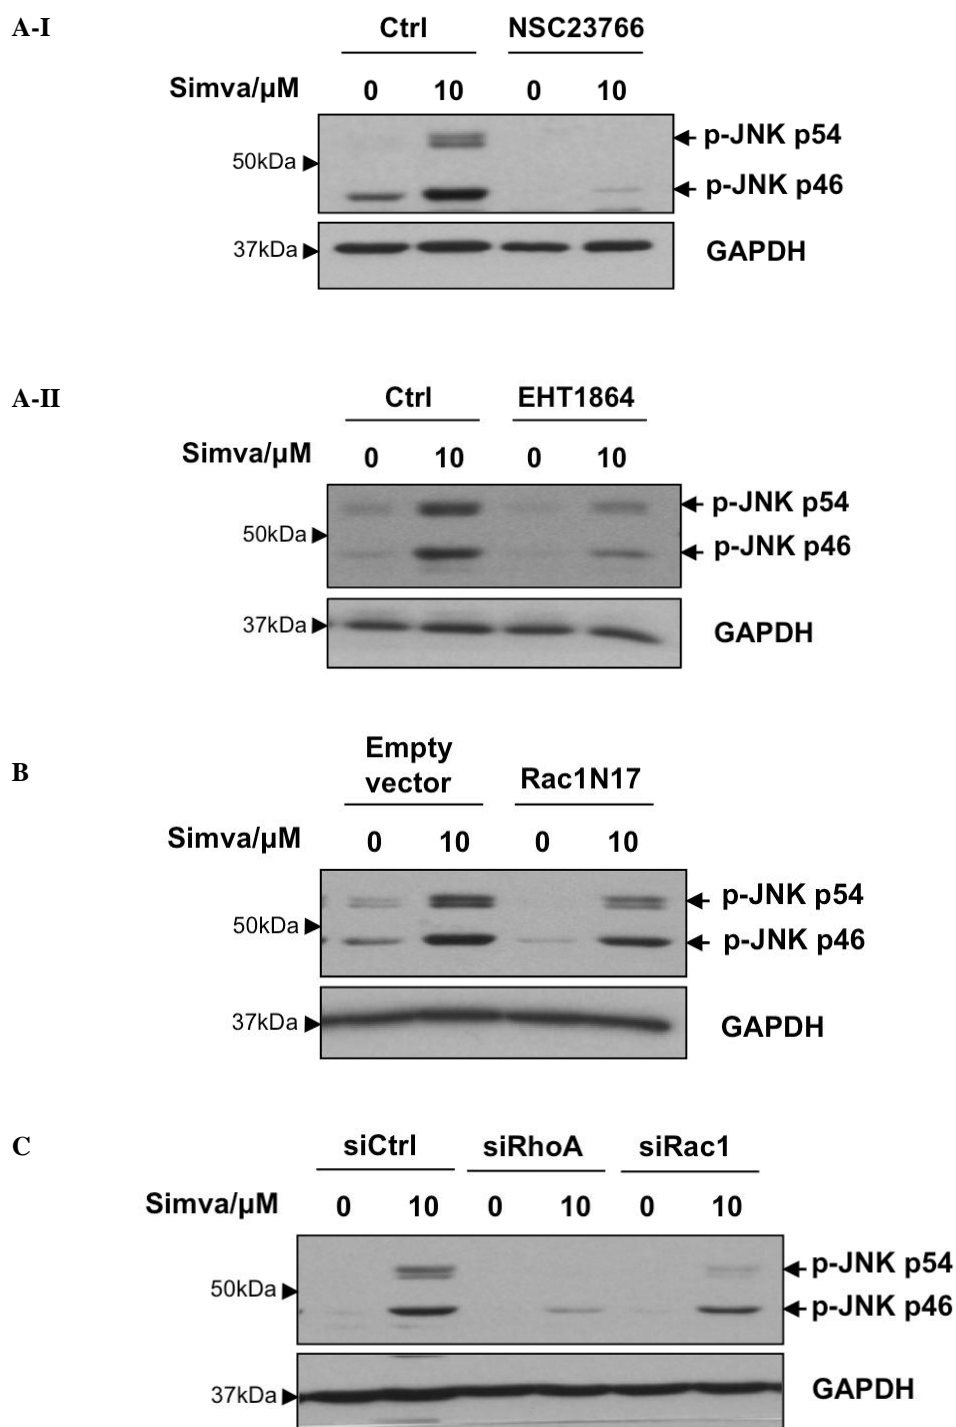 A-I
Ctrl NSC23766
Simva/µM 0 10 0 10
p-JNK p54
50kDa
p-JNK p46
37kDa GAPDH
A-II
Ctrl EHT1864
Simva/µM 0 10 0 10
p-JNK p54
50kDa
p-JNK p46
37kDa GAPDH
B
Empty
vector Rac1N17
Simva/µM 0 10 0 10
p-JNK p54
50kDa
p-JNK p46
37kDa GAPDH
C
siCtrl siRhoA siRac1
Simva/µM 0 10 0 10 0 10
p-JNK p54
50kDa
p-JNK p46
37kDa GAPDH